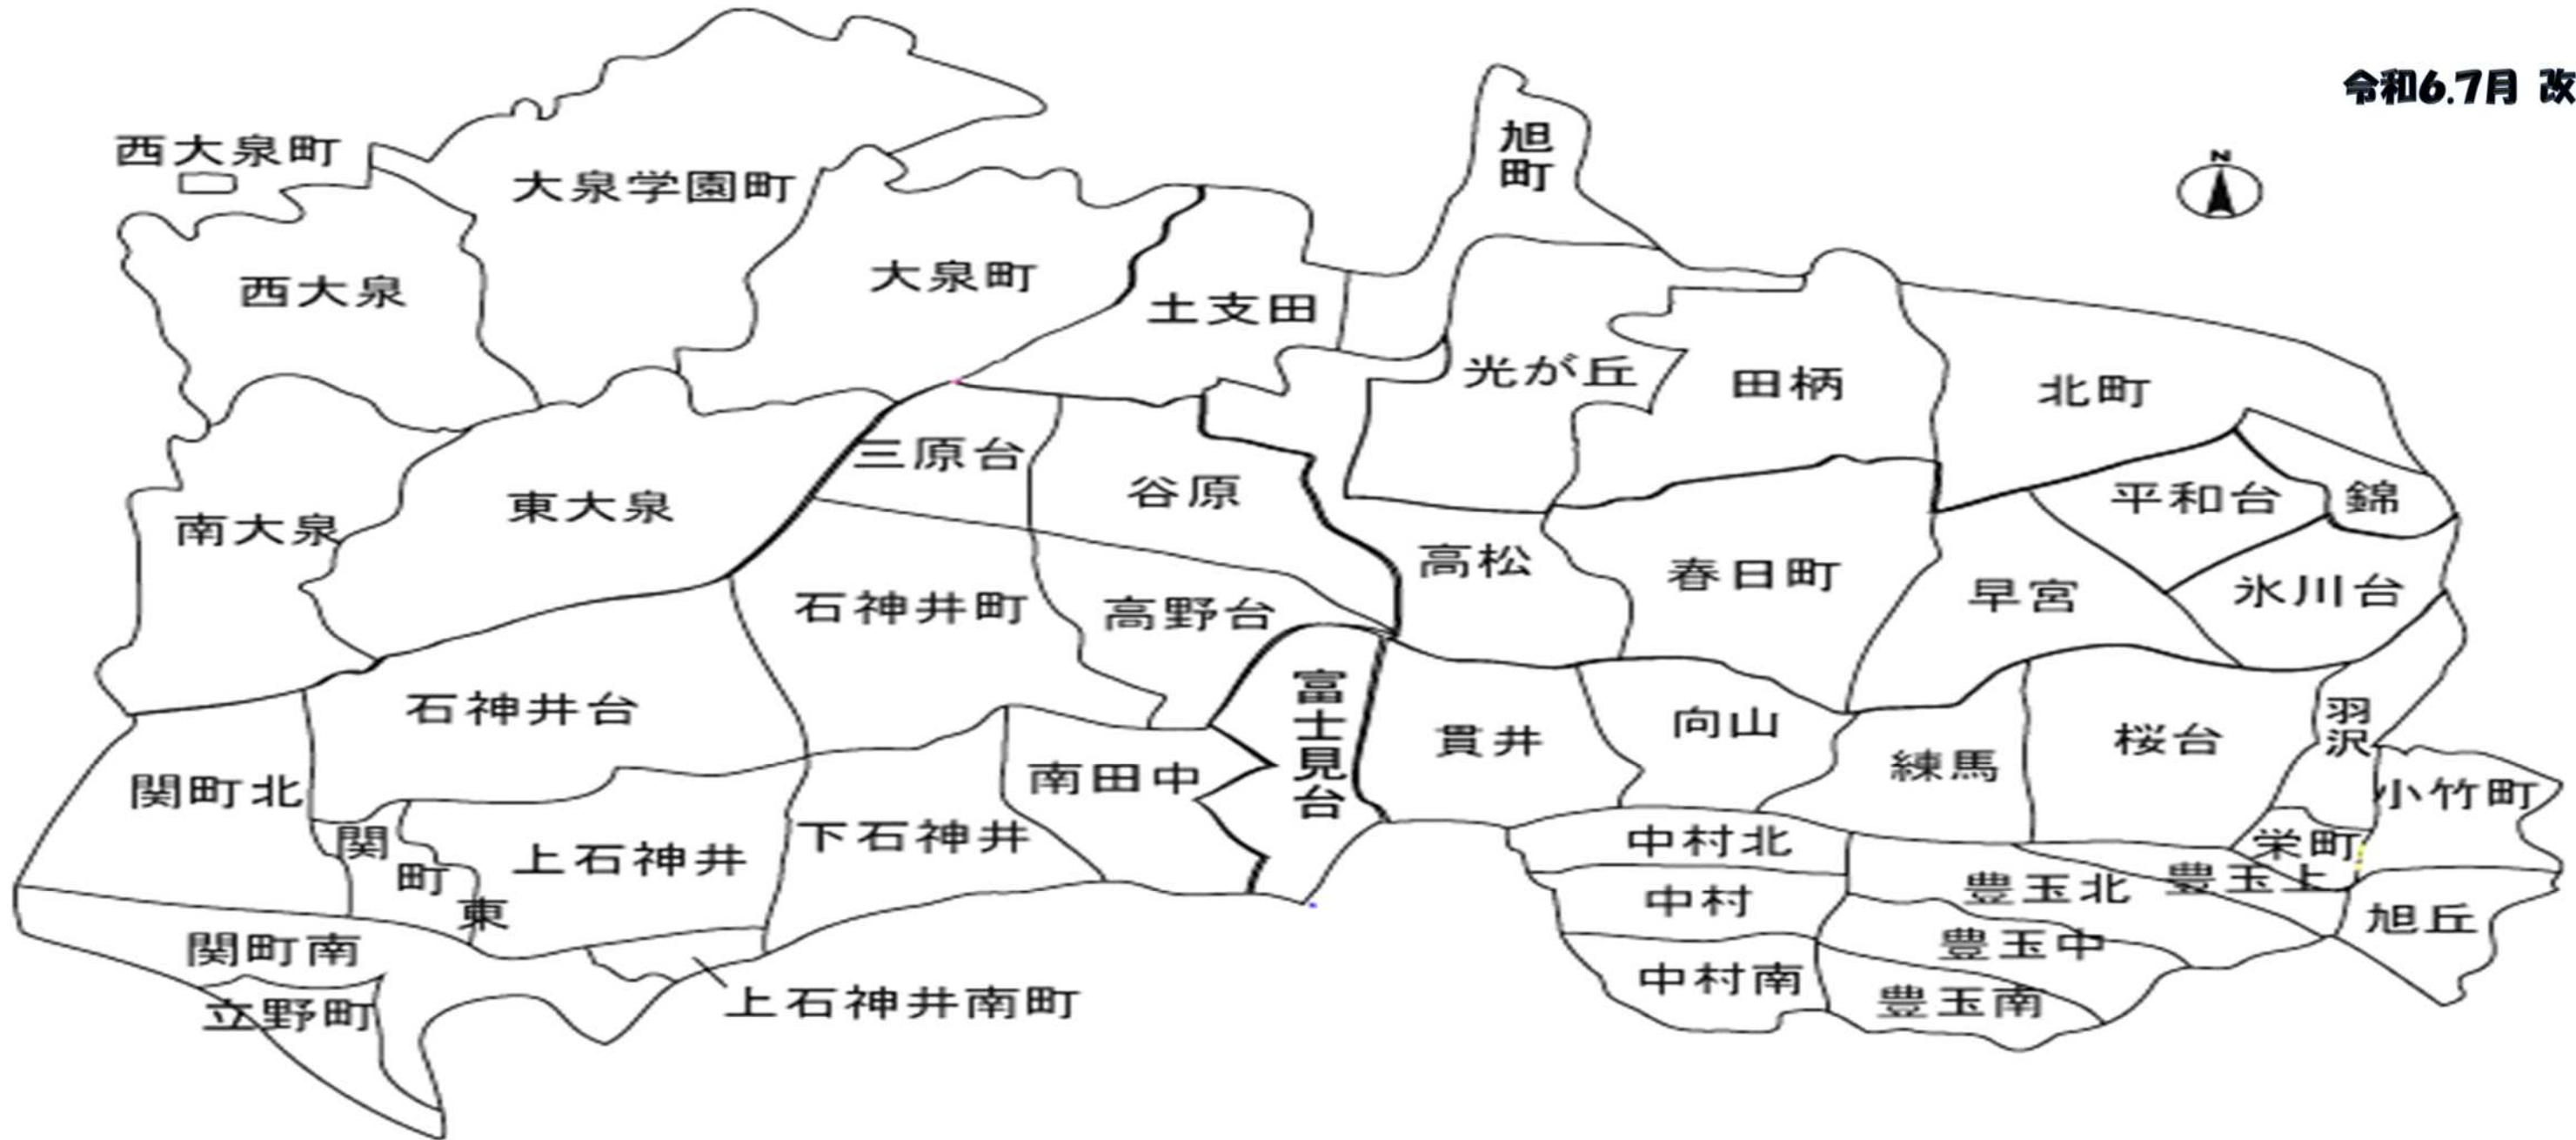 令和6.7月 改
N
西大泉町
大泉学園町
旭町
西大泉
大泉町
土支田
光が丘
田柄
北町
三原台
谷原
平和台
錦
南大泉
東大泉
高松
春日町
早宮
氷川台
石神井町
高野台
富士見台
石神井台
貫井
向山
練馬
桜台
羽沢
関町北
南田中
小竹町
関町東
上石神井
下石神井
中村北
栄町
中村
豊玉北
豊玉上
旭丘
関町南
豊玉中
中村南
豊玉南
立野町
上石神井南町